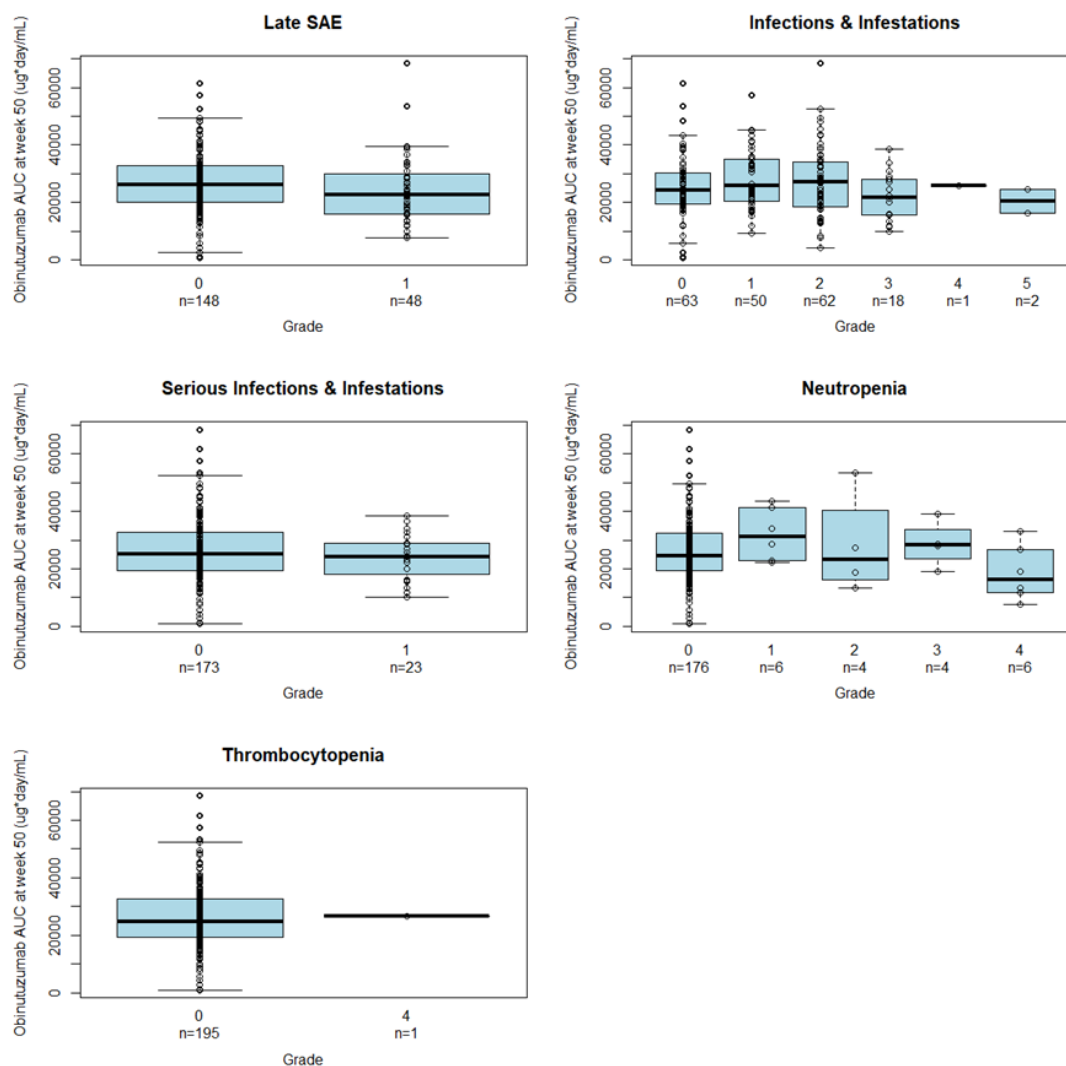 Late SAE
Obinutuzumab AUC at week 50 (ug*day/mL)
60000
40000
20000
0
0 1
n=148 n=48
Grade
Infections & Infestations
Obinutuzumab AUC at week 50 (ug*day/mL)
60000
40000
20000
0
0 1 2 3 4 5
n=63 n=50 n=62 n=18 n=1 n=2
Grade
Serious Infections & Infestations
Obinutuzumab AUC at week 50 (ug*day/mL)
60000
40000
20000
0
0 1
n=173 n=23
Grade
Neutropenia
Obinutuzumab AUC at week 50 (ug*day/mL)
60000
40000
20000
0
0 1 2 3 4
n=176 n=6 n=4 n=4 n=6
Grade
Thrombocytopenia
Obinutuzumab AUC at week 50 (ug*day/mL)
60000
40000
20000
0
0 4
n=195 n=1
Grade